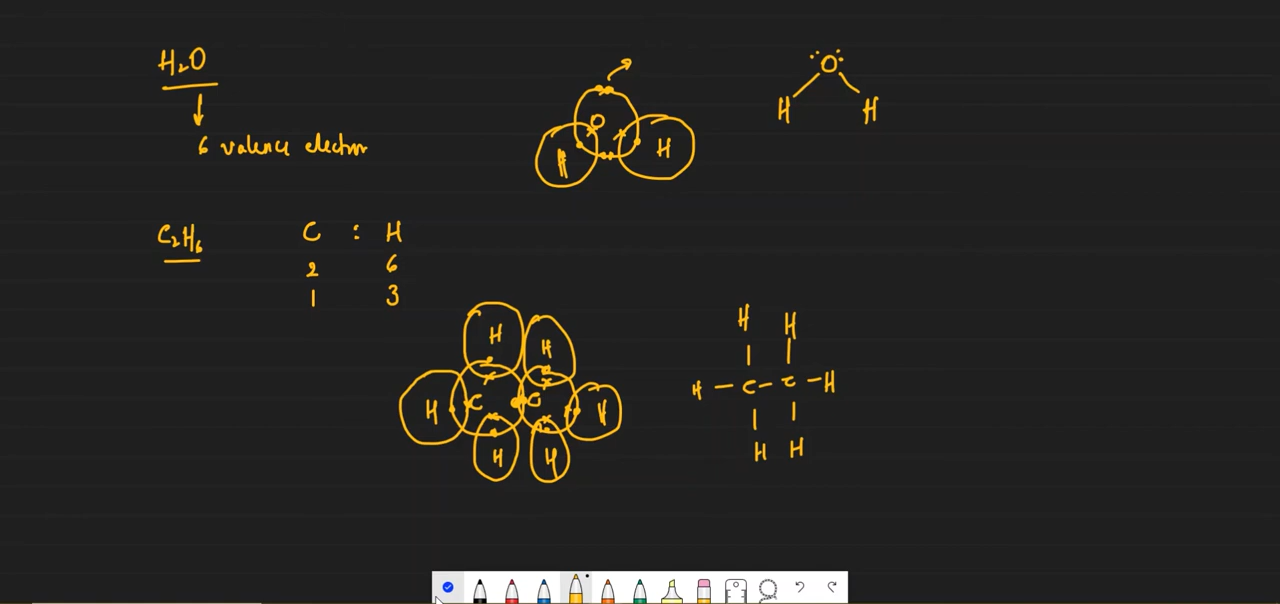 H₂O
6 valence electron
O
H H
O
H H
C₂H₆
C : H
2 6
1 3
H H
H C C H
H H
H H
H - C - C - H
H H